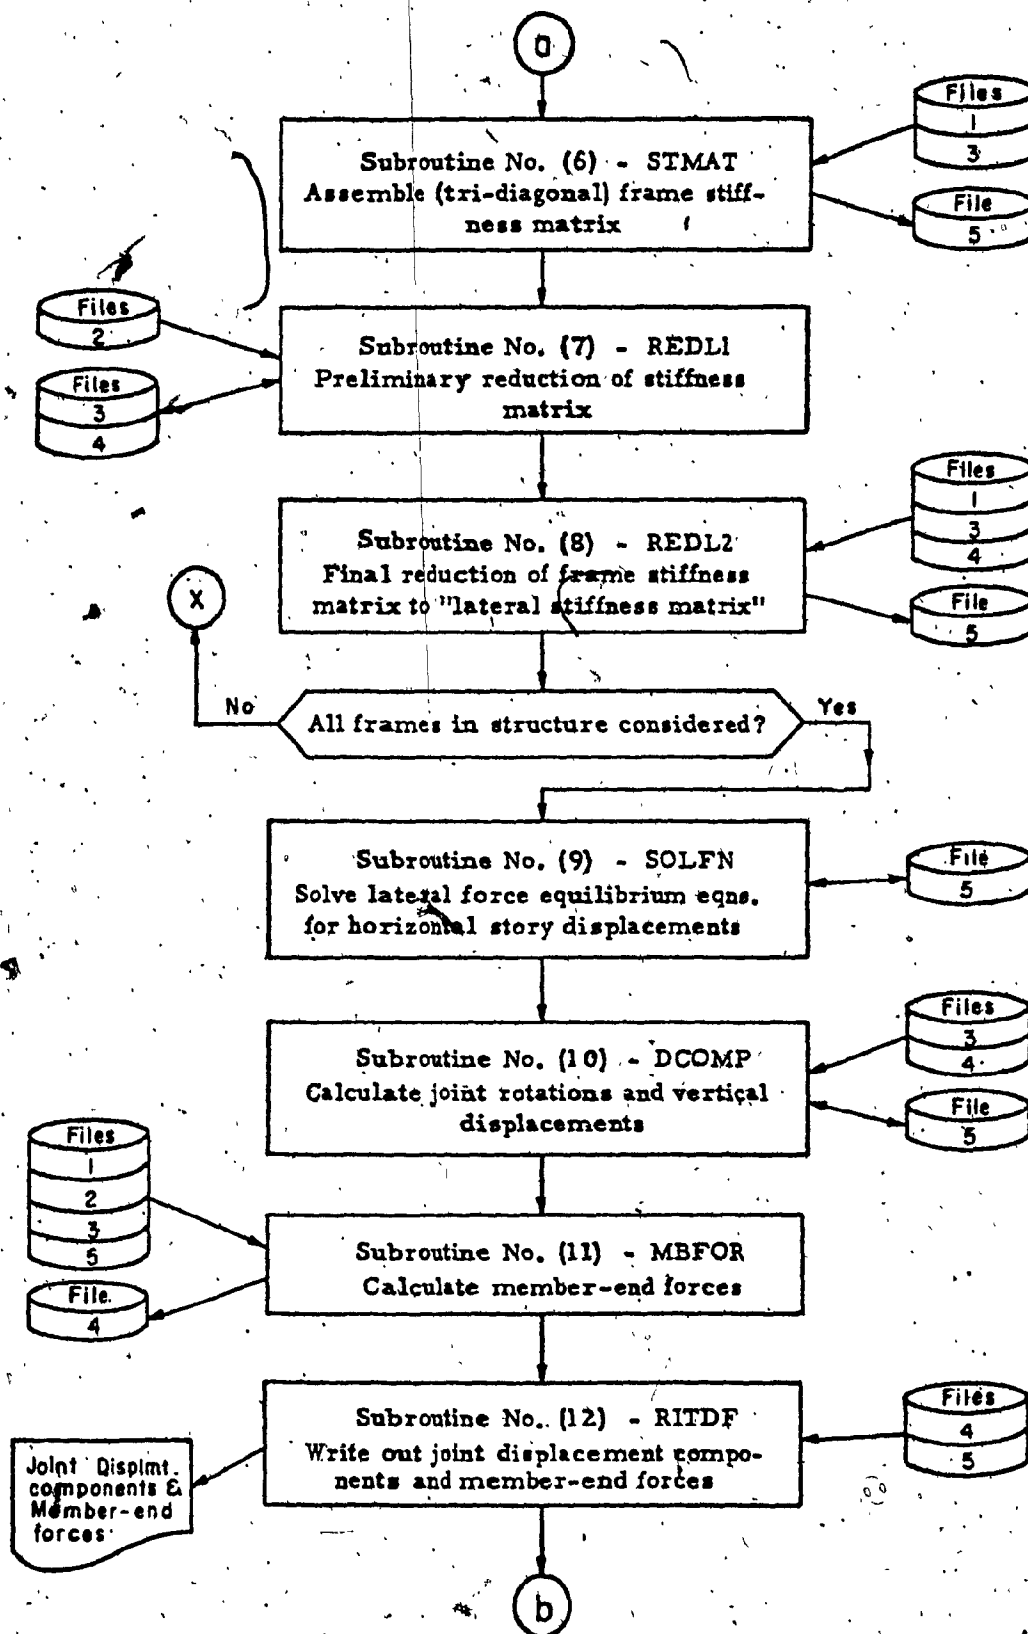 a
Files
1
3
Subroutine No. (6) - STMAT
Assemble (tri-diagonal) frame stiff-
ness matrix
File
5
Files
2
Files
3
4
Subroutine No. (7) - REDL1
Preliminary reduction of stiffness
matrix
Files
1
3
4
Subroutine No. (8) - REDL2
Final reduction of frame stiffness
matrix to "lateral stiffness matrix"
File
5
X
No
All frames in structure considered?
Yes
Subroutine No. (9) - SOLFN
Solve lateral force equilibrium eqns.
for horizontal story displacements
File
5
Files
3
4
Subroutine No. (10) - DCOMP
Calculate joint rotations and vertical
displacements
File
5
Files
1
2
3
5
File
4
Subroutine No. (11) - MBFOR
Calculate member-end forces
Subroutine No. (12) - RITDF
Write out joint displacement compo-
nents and member-end forces
Files
4
5
Joint Displmt.
components &
Member-end
forces
b